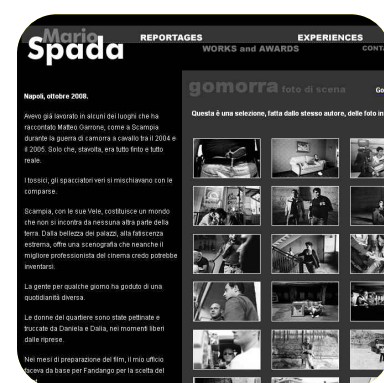 Mario
Spada
REPORTAGES
EXPERIENCES
WORKS and AWARDS
CONT
gomorra foto di scena
Go
Napoli, ottobre 2008.
Questa è una selezione, fatta dallo stesso autore, delle foto in
Avevo giá lavorato in alcuni dei luoghi che ha
raccontato Matteo Garrone, come a Scampia
durante la guerra di camorra a cavallo tra il 2004 e
il 2005. Solo che, stavolta, era tutto finto e tutto
reale.
I tossici, gli spacciatori veri si mischiavano con le
comparse.
Scampia, con le sue Vele, costituisce un mondo
che non si incontra da nessuna altra parte della
terra. Dalla bellezza dei palazzi, alla fatiscenza
estrema, offre una scenografia che neanche il
migliore professionista del cinema credo potrebbe
inventarsi.
La gente per qualche giorno ha goduto di una
quotidianità diversa.
Le donne del quartiere sono state pettinate e
truccate da Daniela e Dalia, nei momenti liberi
dalle riprese.
Nei mesi di preparazione del film, il mio ufficio
faceva da base per Fandango per la scelta del